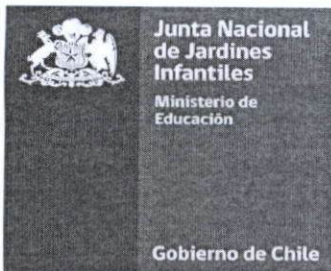 Junta Nacional
de Jardines
Infantiles
Ministerio de
Educación
Gobierno de Chile